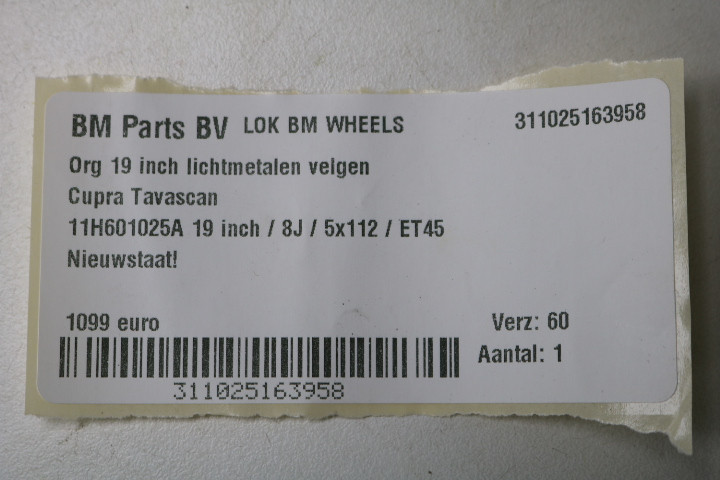 BM Parts BV LOK BM WHEELS 311025163958
Org 19 inch lichtmetalen velgen
Cupra Tavascan
11H601025A 19 inch / 8J / 5x112 / ET45
Nieuwstaat!
1099 euro Verz: 60
Aantal: 1
311025163958